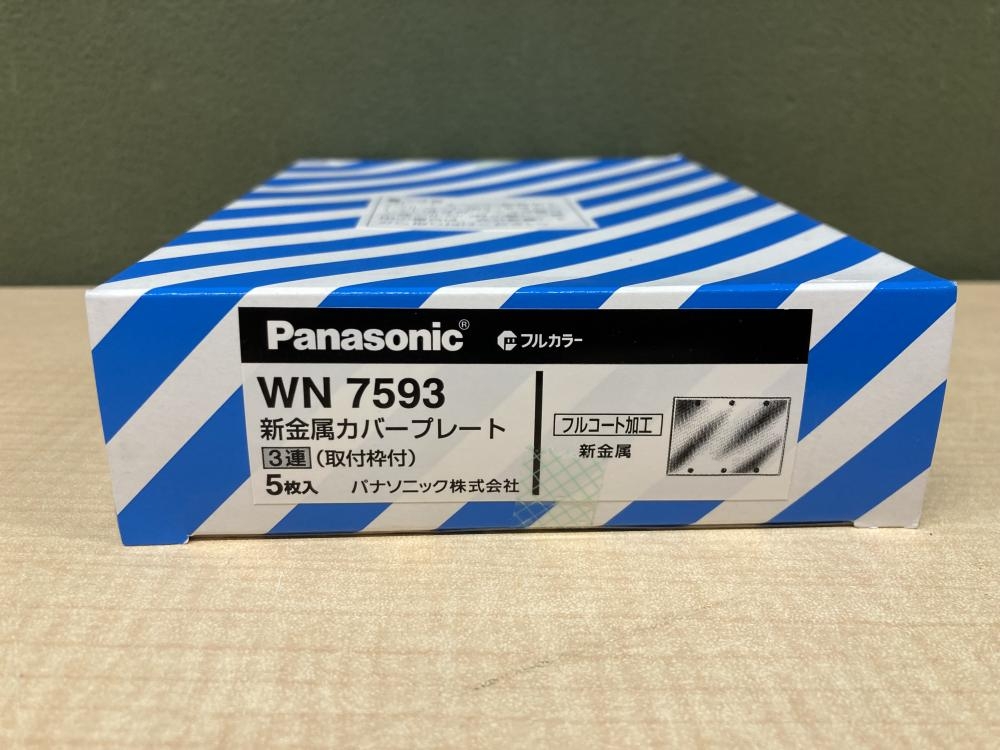 Panasonic® フルカラー
WN 7593
新金属カバープレート
3連 (取付枠付)
5枚入 パナソニック株式会社
フルコート加工
新金属